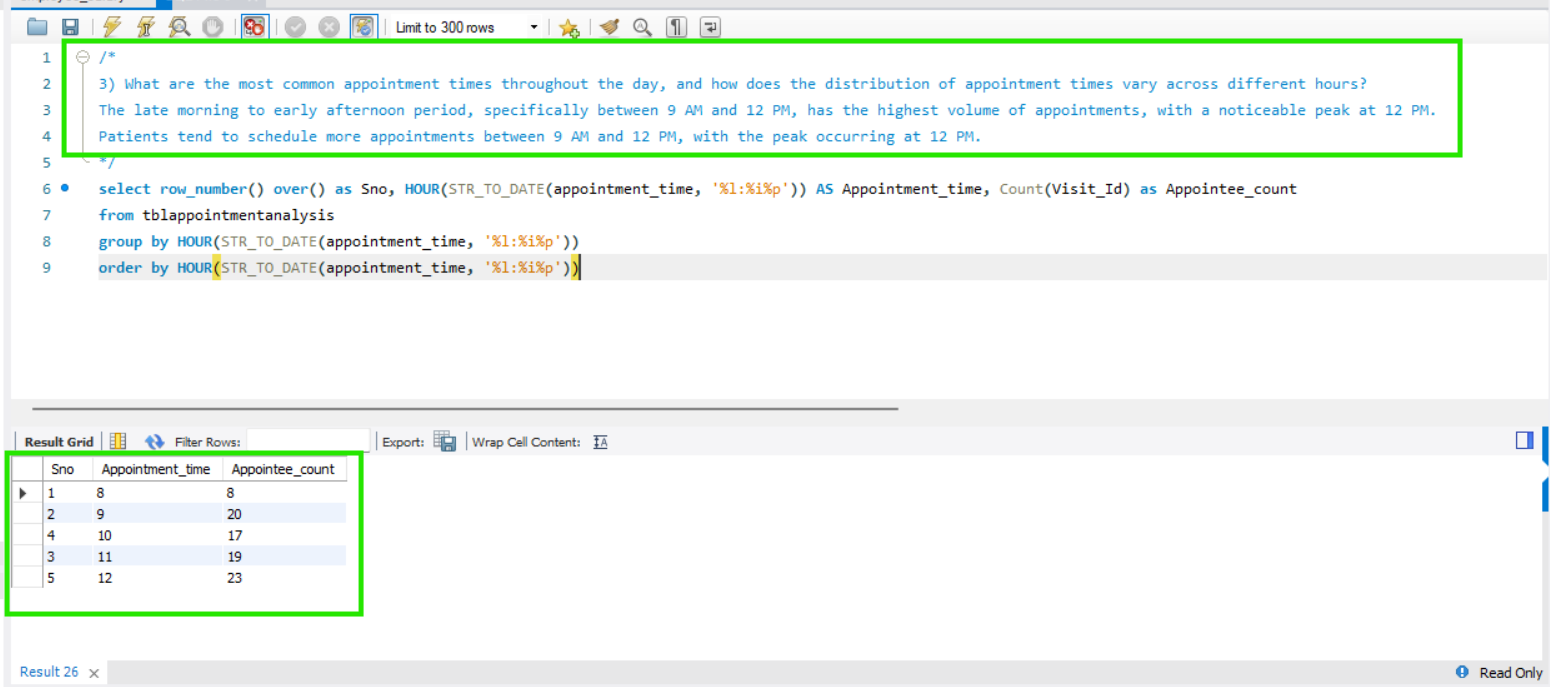 Limit to 300 rows
1 /*
2 3) What are the most common appointment times throughout the day, and how does the distribution of appointment times vary across different hours?
3 The late morning to early afternoon period, specifically between 9 AM and 12 PM, has the highest volume of appointments, with a noticeable peak at 12 PM.
4 Patients tend to schedule more appointments between 9 AM and 12 PM, with the peak occurring at 12 PM.
5 */
6 select row_number() over() as Sno, HOUR(STR_TO_DATE(appointment_time, '%l:%i%p')) AS Appointment_time, Count(Visit_Id) as Appointee_count
7 from tblappointmentanalysis
8 group by HOUR(STR_TO_DATE(appointment_time, '%l:%i%p'))
9 order by HOUR(STR_TO_DATE(appointment_time, '%l:%i%p'))
Result Grid Filter Rows: Export: Wrap Cell Content: IA
Sno Appointment_time Appointee_count
1 8 8
2 9 20
4 10 17
3 11 19
5 12 23
Result 26 Read Only